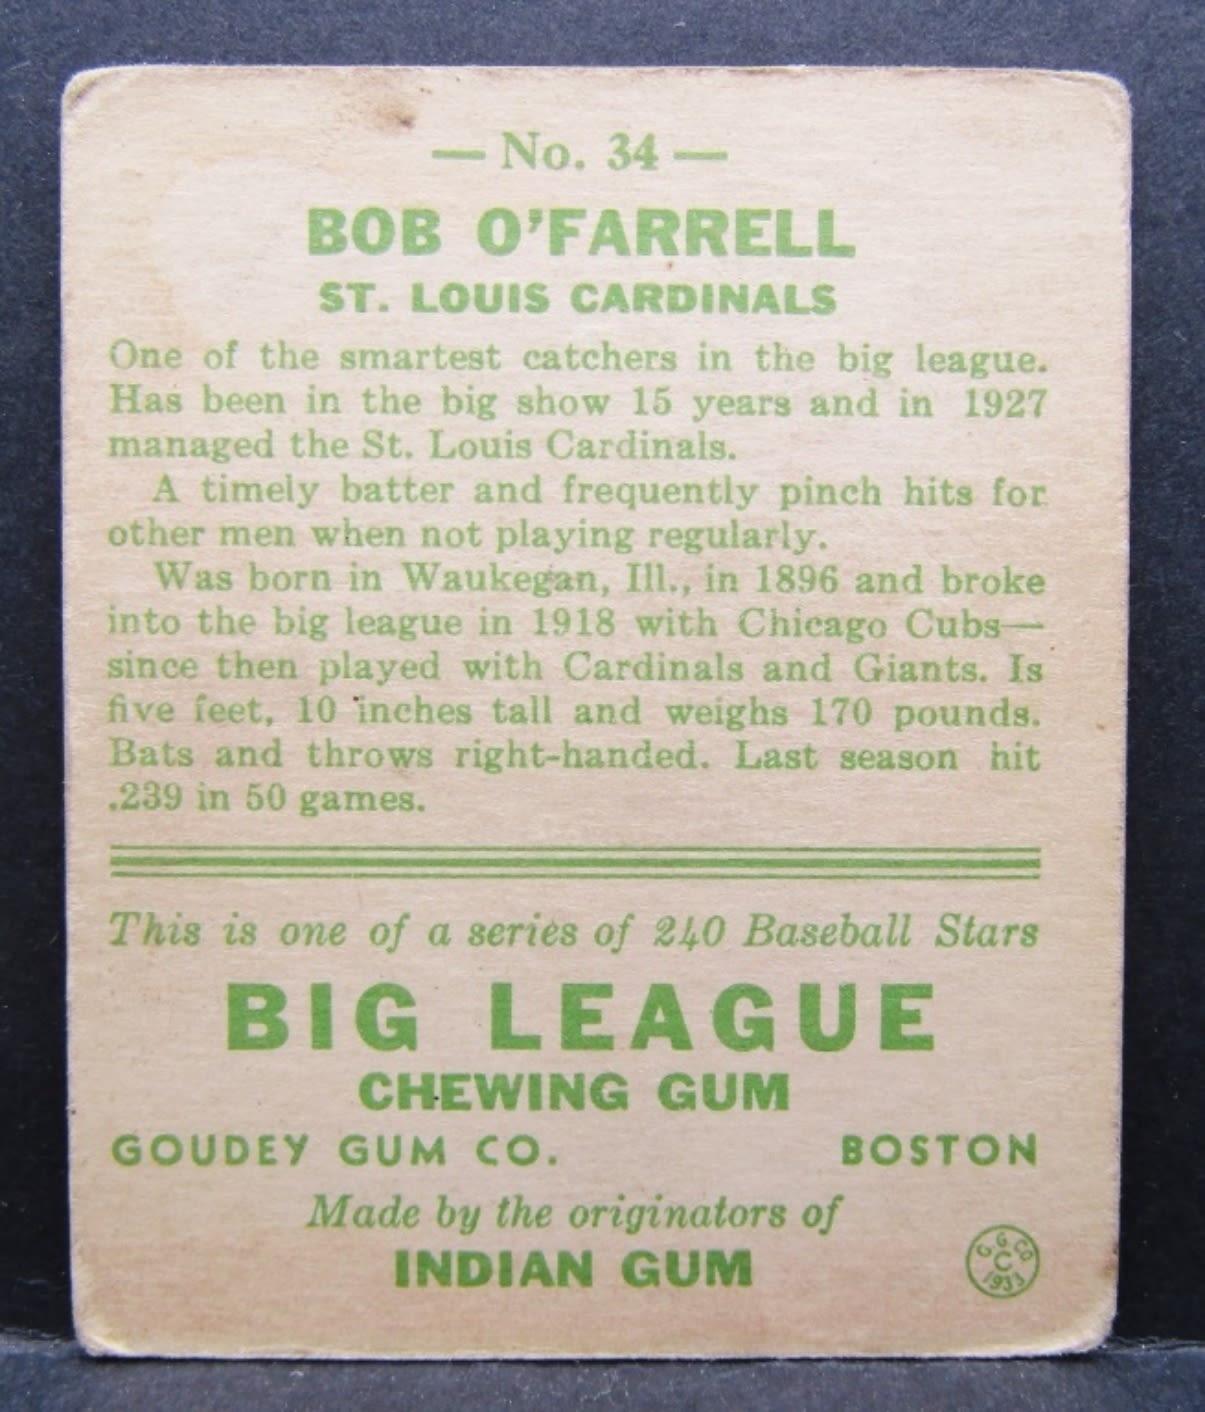 — No. 34 —
BOB O'FARRELL
ST. LOUIS CARDINALS
One of the smartest catchers in the big league.
Has been in the big show 15 years and in 1927
managed the St. Louis Cardinals.
A timely batter and frequently pinch hits for
other men when not playing regularly.
Was born in Waukegan, Ill., in 1896 and broke
into the big league in 1918 with Chicago Cubs—
since then played with Cardinals and Giants. Is
five feet, 10 inches tall and weighs 170 pounds.
Bats and throws right-handed. Last season hit
.239 in 50 games.
This is one of a series of 240 Baseball Stars
BIG LEAGUE
CHEWING GUM
GOUDEY GUM CO. BOSTON
Made by the originators of
INDIAN GUM
G. G. CO
C
1933